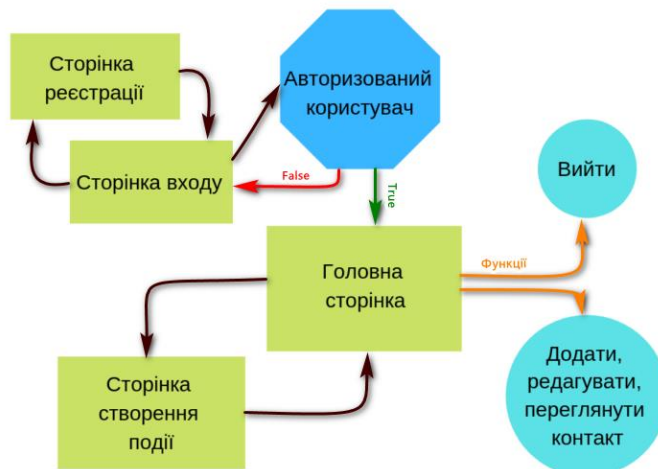 Сторінка
реєстрації
Авторизований
користувач
Сторінка входу
False
True
Вийти
Функції
Головна
сторінка
Сторінка
створення
події
Додати,
редагувати,
переглянути
контакт